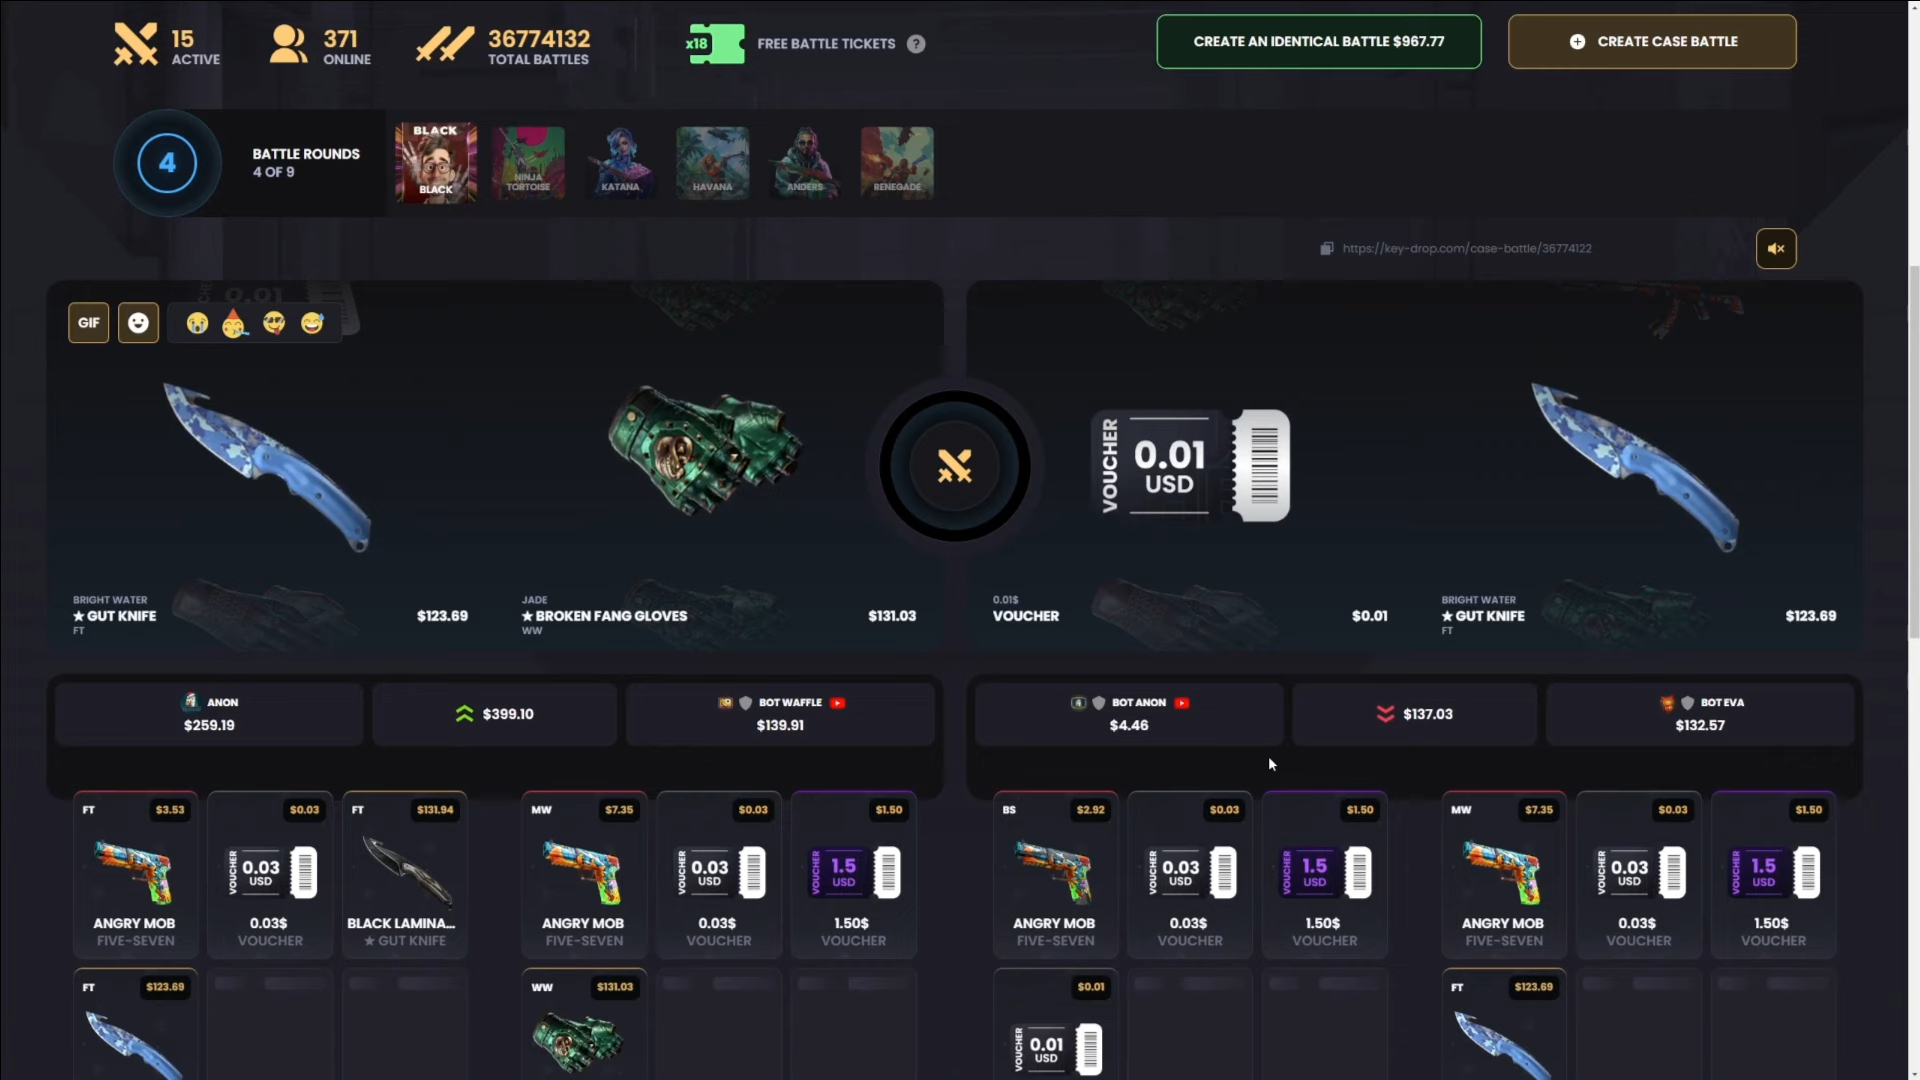 15
ACTIVE
371
ONLINE
36774132
TOTAL BATTLES
x18
FREE BATTLE TICKETS
?
CREATE AN IDENTICAL BATTLE $967.77
CREATE CASE BATTLE
4
BATTLE ROUNDS
4 OF 9
BLACK
BLACK
NINJA
TORTOISE
KATANA
HAVANA
ANDERS
RENEGADE
https://key-drop.com/case-battle/36774122
0.01
GIF
VOUCHER
0.01
USD
BRIGHT WATER
★ GUT KNIFE
FT
$123.69
JADE
★ BROKEN FANG GLOVES
WW
$131.03
0.01$
VOUCHER
$0.01
BRIGHT WATER
★ GUT KNIFE
FT
$123.69
ANON
$259.19
$399.10
BOT WAFFLE
$139.91
BOT ANON
$4.46
$137.03
BOT EVA
$132.57
FT $3.53
ANGRY MOB
FIVE-SEVEN
$0.03
VOUCHER
0.03
USD
0.03$
VOUCHER
FT $131.94
BLACK LAMINA...
★ GUT KNIFE
MW $7.35
ANGRY MOB
FIVE-SEVEN
$0.03
VOUCHER
0.03
USD
0.03$
VOUCHER
$1.50
VOUCHER
1.5
USD
1.50$
VOUCHER
BS $2.92
ANGRY MOB
FIVE-SEVEN
$0.03
VOUCHER
0.03
USD
0.03$
VOUCHER
$1.50
VOUCHER
1.5
USD
1.50$
VOUCHER
MW $7.35
ANGRY MOB
FIVE-SEVEN
$0.03
VOUCHER
0.03
USD
0.03$
VOUCHER
$1.50
VOUCHER
1.5
USD
1.50$
VOUCHER
FT $123.69
WW $131.03
$0.01
VOUCHER
0.01
USD
FT $123.69